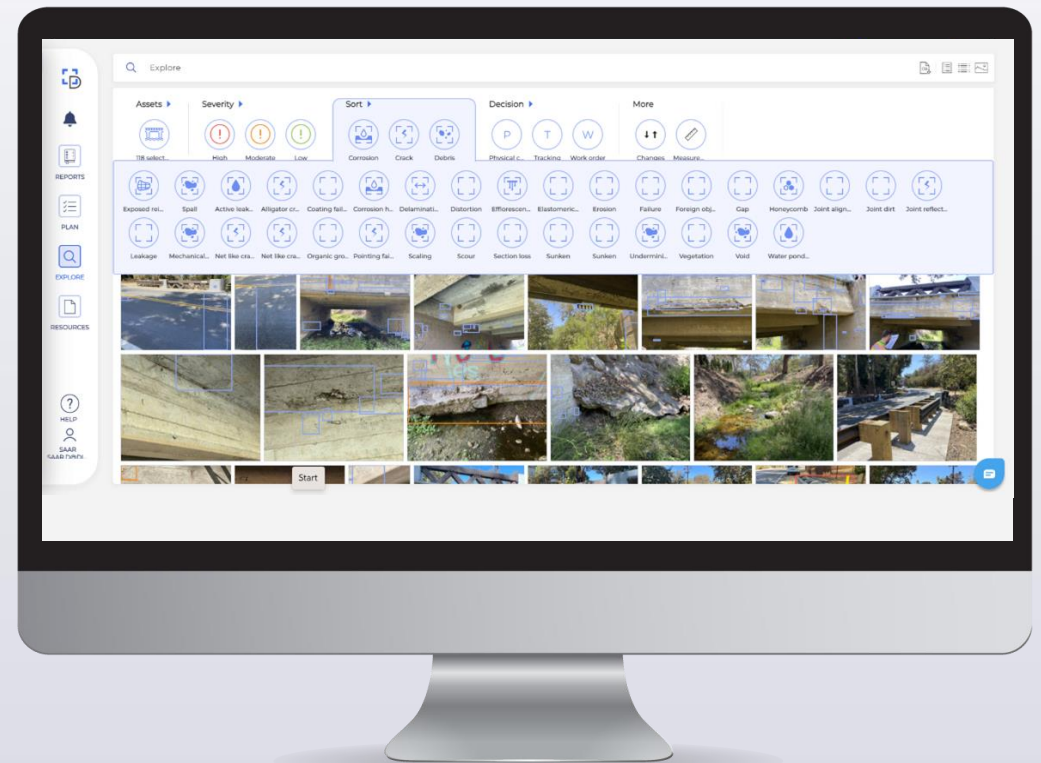 Explore
Assets
Severity
Sort
Decision
More
118 select...
High
Moderate
Low
Corrosion
Crack
Debris
P
T
W
Physical c...
Tracking
Work order
Changes
Measure...
REPORTS
PLAN
EXPLORE
RESOURCES
HELP
SAAR
Exposed rei...
Spall
Active leak...
Alligator cr...
Coating fail...
Corrosion h...
Delaminati...
Distortion
Efflorescen...
Elastomeric...
Erosion
Failure
Foreign obj...
Gap
Honeycomb
Joint align...
Joint dirt
Joint reflect...
Leakage
Mechanical...
Net like cra...
Net like cra...
Organic gro...
Pointing fai...
Scaling
Scour
Section loss
Sunken
Sunken
Undermini...
Vegetation
Void
Water pond...
Start